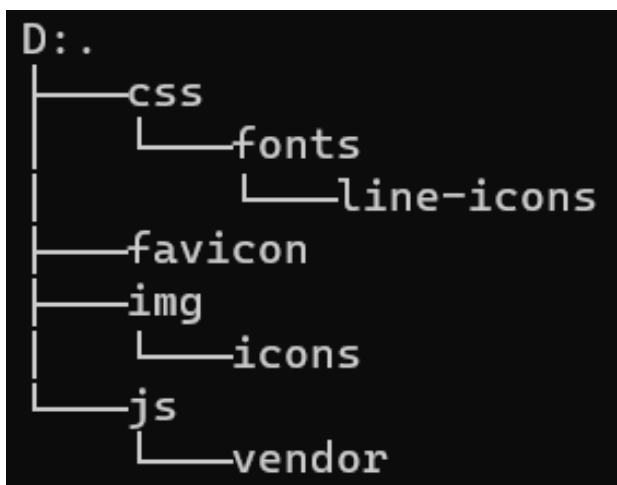 D:.
├───css
│   └───fonts
│       └───line-icons
├───favicon
├───img
│   └───icons
└───js
    └───vendor